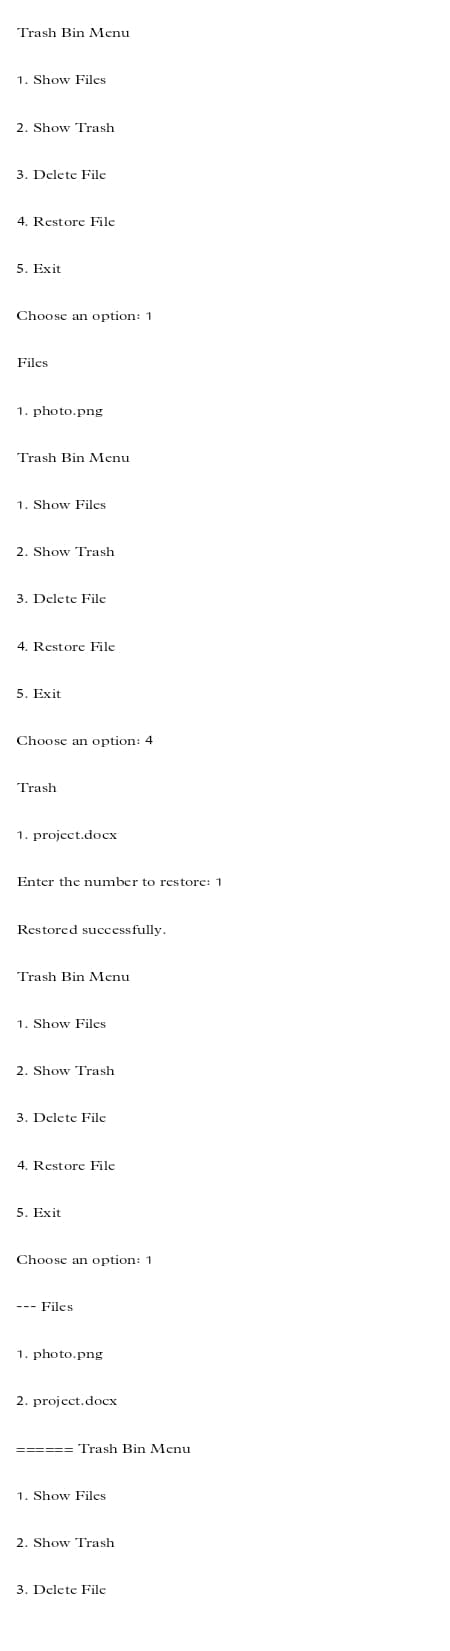 Trash Bin Menu
1. Show Files
2. Show Trash
3. Delete File
4. Restore File
5. Exit
Choose an option: 1
Files
1. photo.png
Trash Bin Menu
1. Show Files
2. Show Trash
3. Delete File
4. Restore File
5. Exit
Choose an option: 4
Trash
1. project.docx
Enter the number to restore: 1
Restored successfully.
Trash Bin Menu
1. Show Files
2. Show Trash
3. Delete File
4. Restore File
5. Exit
Choose an option: 1
--- Files
1. photo.png
2. project.docx
====== Trash Bin Menu
1. Show Files
2. Show Trash
3. Delete File